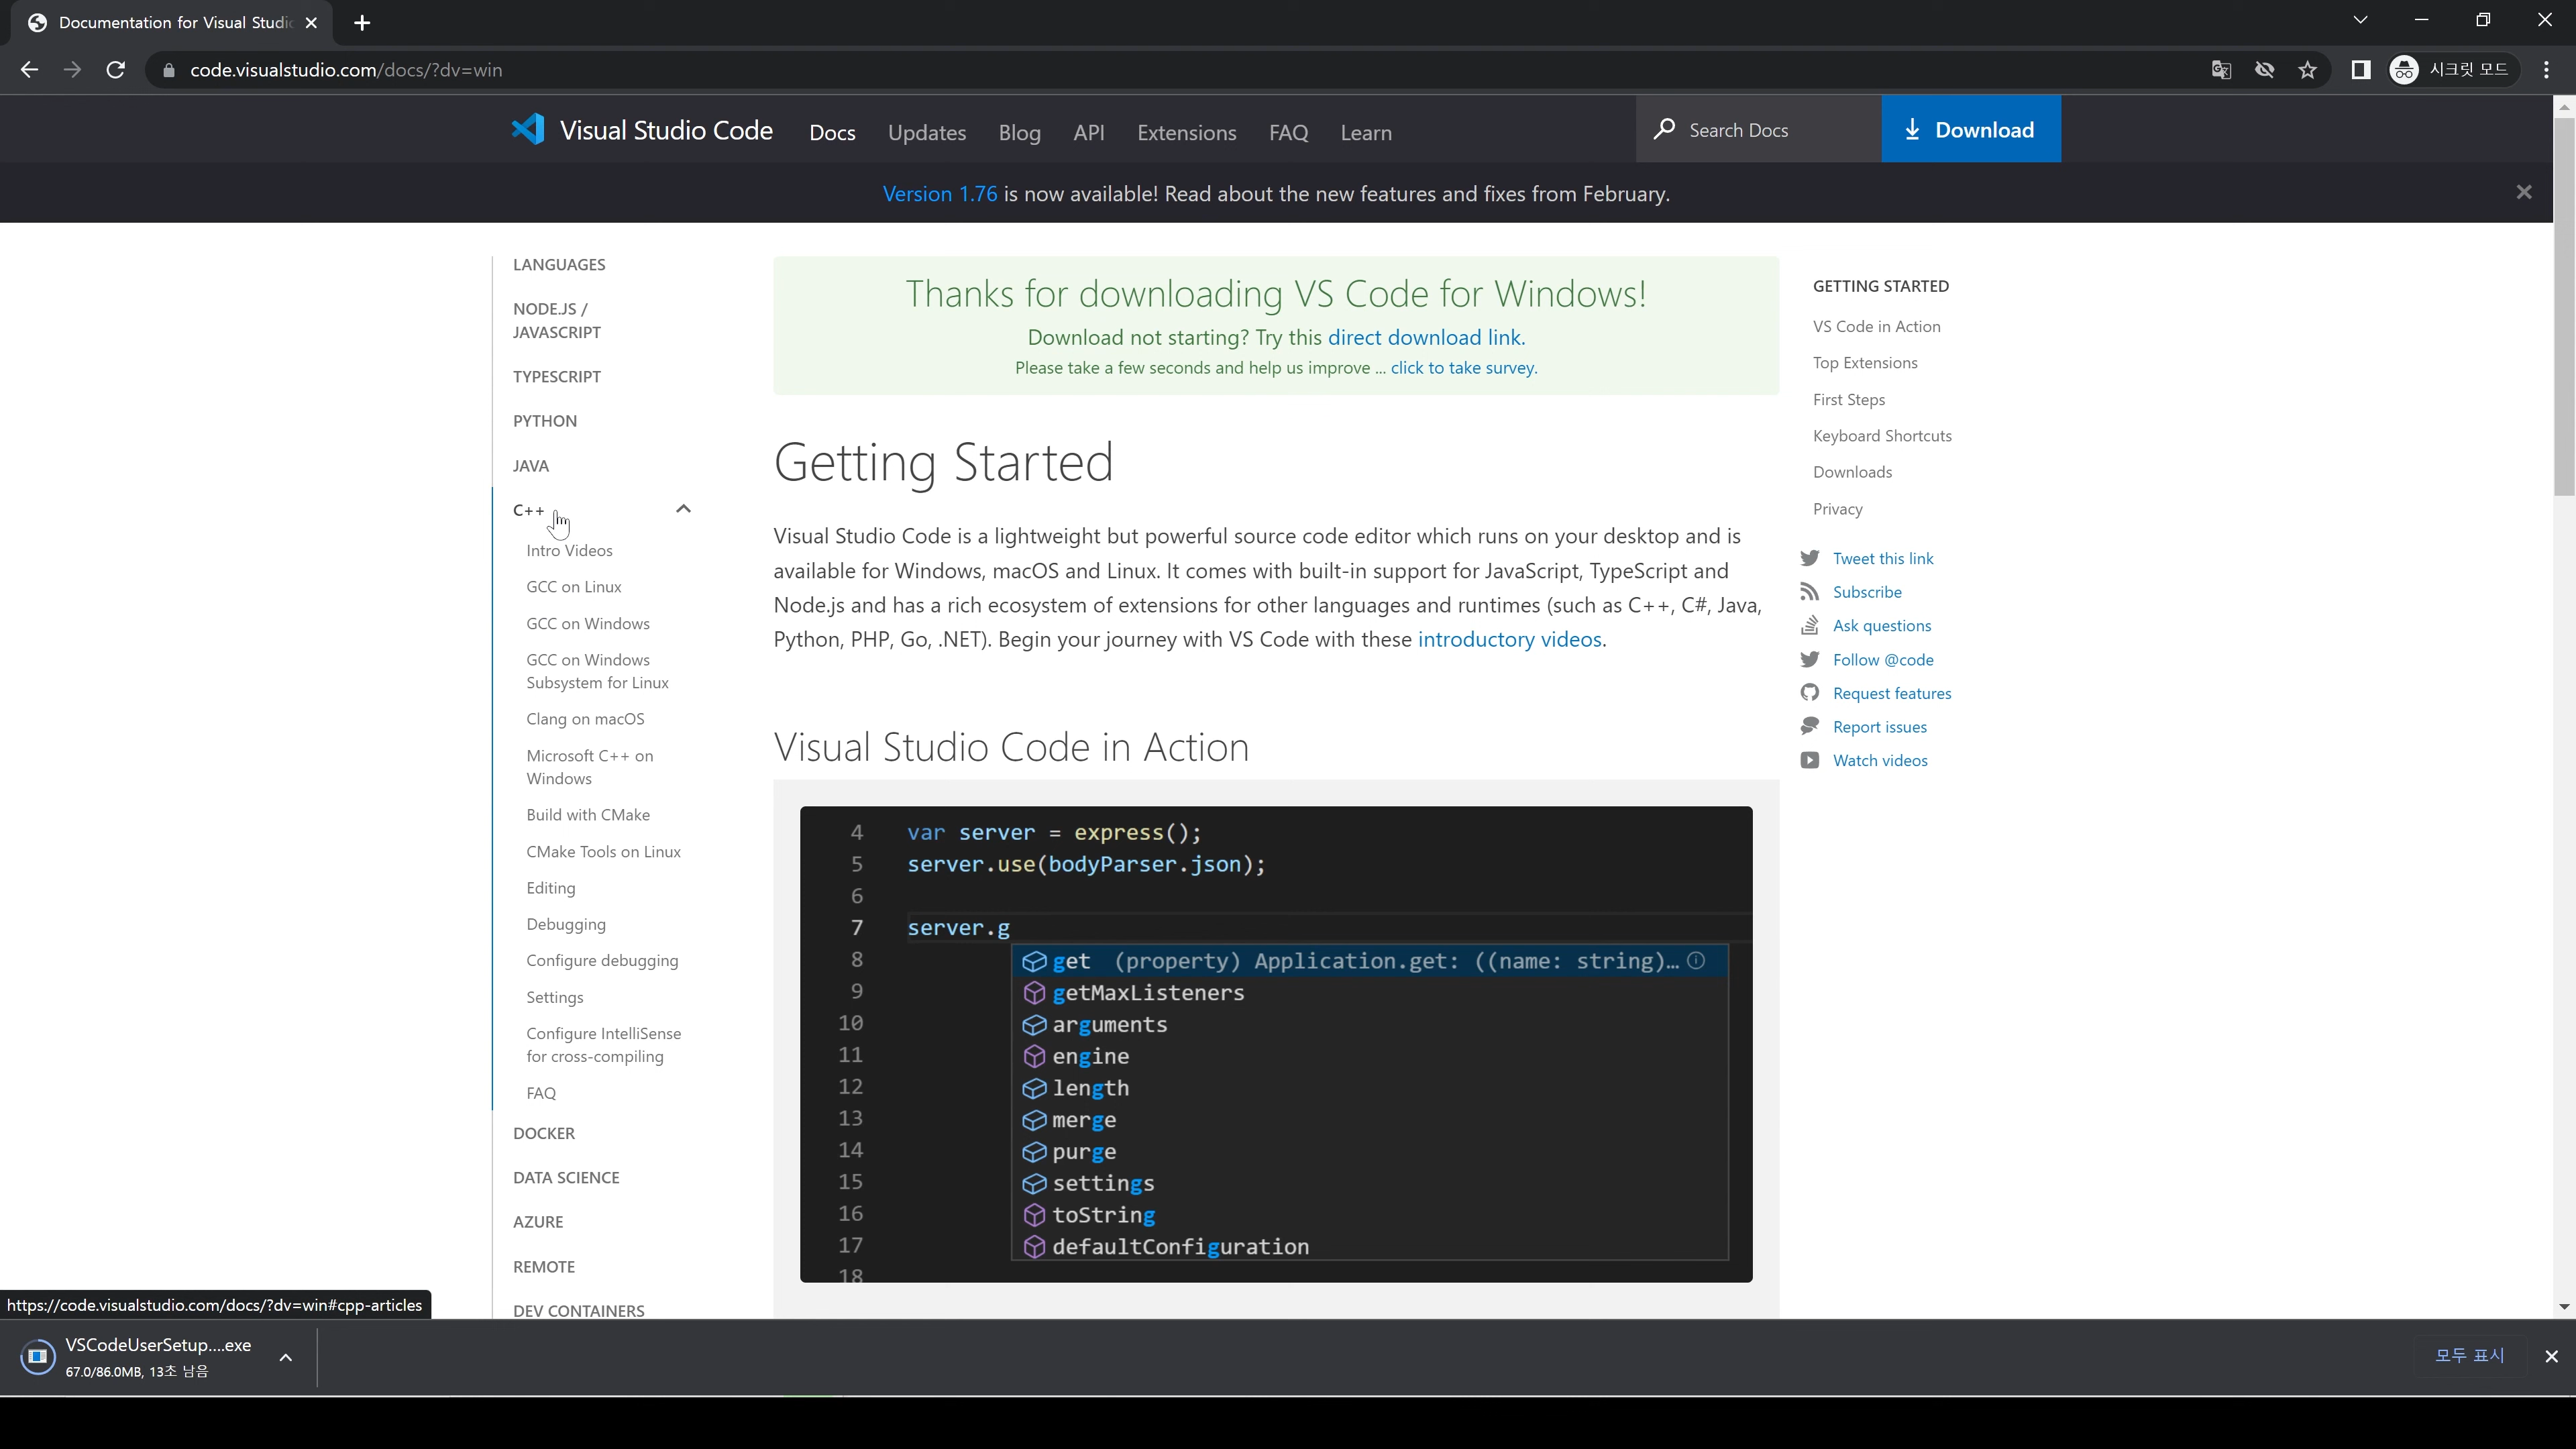 Documentation for Visual Studi
code.visualstudio.com/docs/?dv=win
시크릿 모드
Visual Studio Code
Docs
Updates
Blog
API
Extensions
FAQ
Learn
Search Docs
Download
Version 1.76 is now available! Read about the new features and fixes from February.
LANGUAGES
NODE.JS /
JAVASCRIPT
TYPESCRIPT
PYTHON
JAVA
C++
Intro Videos
GCC on Linux
GCC on Windows
GCC on Windows
Subsystem for Linux
Clang on macOS
Microsoft C++ on
Windows
Build with CMake
CMake Tools on Linux
Editing
Debugging
Configure debugging
Settings
Configure IntelliSense
for cross-compiling
FAQ
DOCKER
DATA SCIENCE
AZURE
REMOTE
DEV CONTAINERS
Thanks for downloading VS Code for Windows!
Download not starting? Try this direct download link.
Please take a few seconds and help us improve ... click to take survey.
Getting Started
Visual Studio Code is a lightweight but powerful source code editor which runs on your desktop and is
available for Windows, macOS and Linux. It comes with built-in support for JavaScript, TypeScript and
Node.js and has a rich ecosystem of extensions for other languages and runtimes (such as C++, C#, Java,
Python, PHP, Go, .NET). Begin your journey with VS Code with these introductory videos.
Visual Studio Code in Action
4 var server = express();
5 server.use(bodyParser.json);
6
7 server.g
8 get (property) Application.get: ((name: string)…
9 getMaxListeners
10 arguments
11 engine
12 length
13 merge
14 purge
15 settings
16 toString
17 defaultConfiguration
18
GETTING STARTED
VS Code in Action
Top Extensions
First Steps
Keyboard Shortcuts
Downloads
Privacy
Tweet this link
Subscribe
Ask questions
Follow @code
Request features
Report issues
Watch videos
https://code.visualstudio.com/docs/?dv=win#cpp-articles
VSCodeUserSetup....exe
67.0/86.0MB, 13초 남음
모두 표시